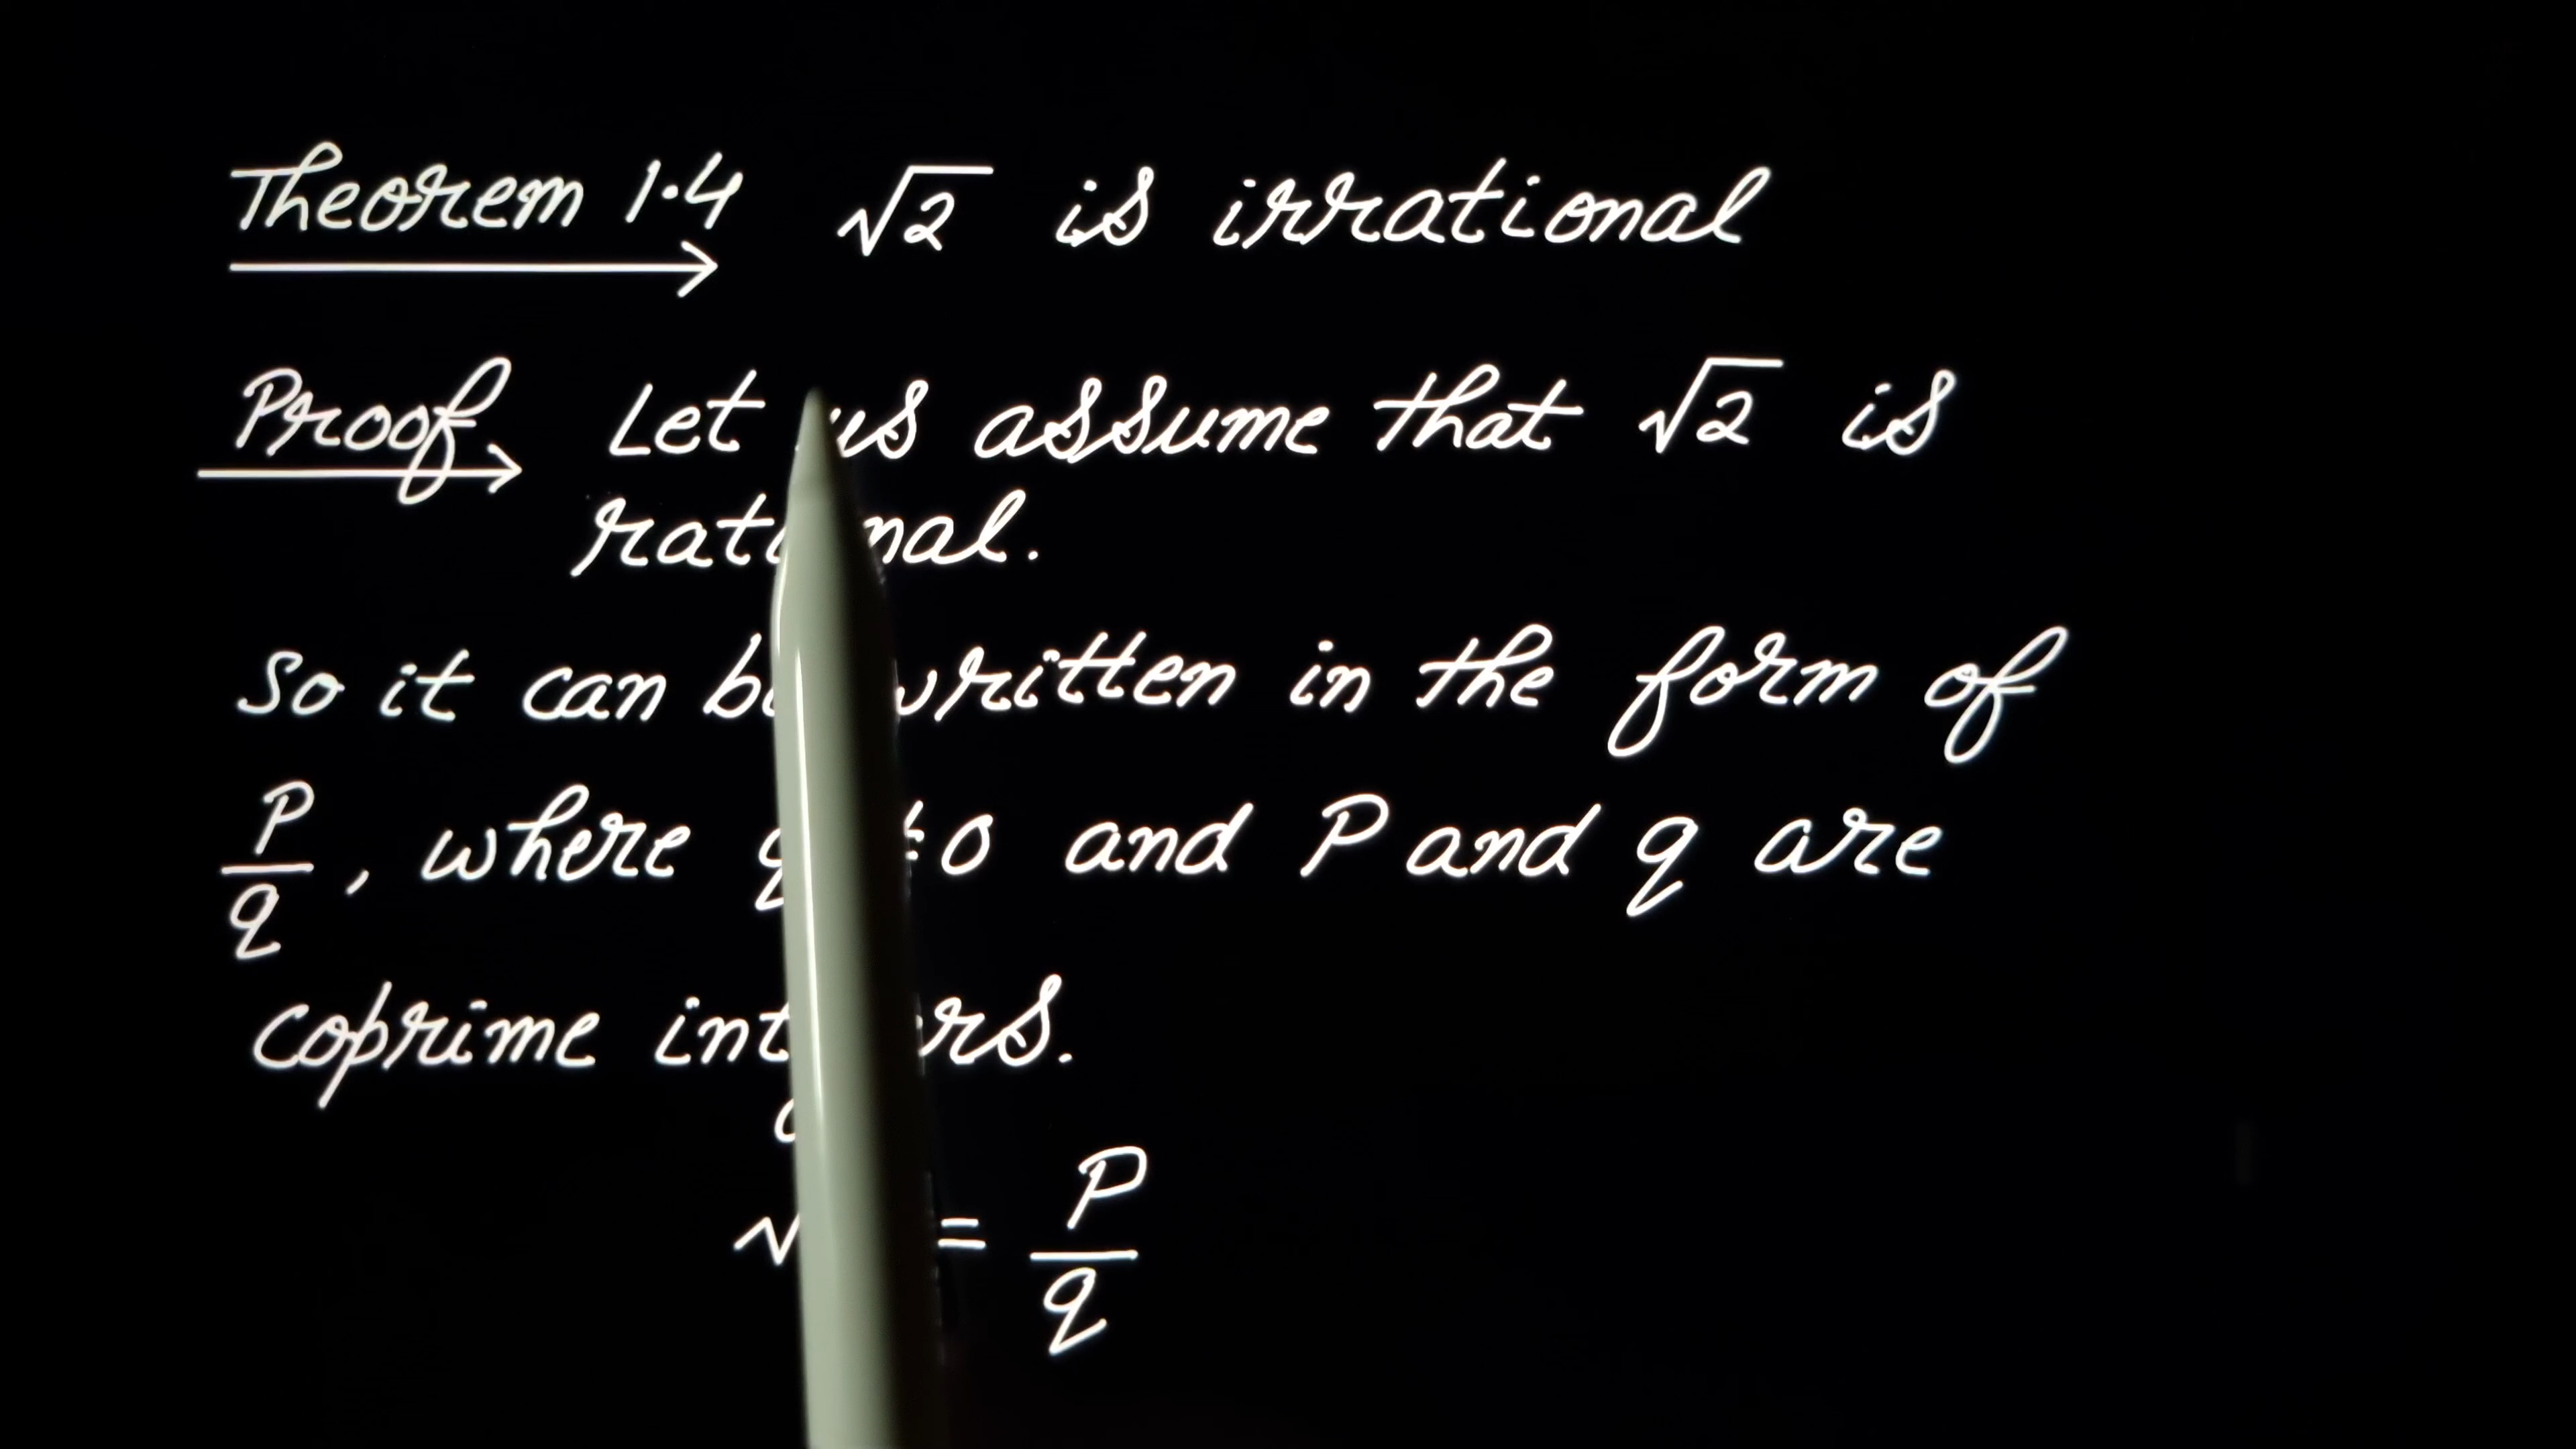 Theorem 1.4 √2 is irrational
Proof Let us assume that √2 is
rational.
So it can be written in the form of
P/q, where q ≠ 0 and P and q are
coprime integers.
= P/q